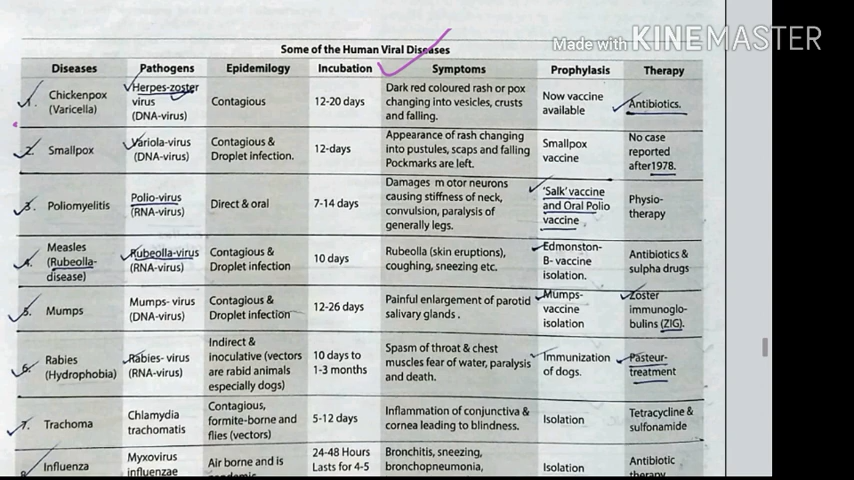 Made with KINEMASTER
Some of the Human Viral Diseases
Diseases Pathogens Epidemilogy Incubation Symptoms Prophylasis Therapy
1. Chickenpox
(Varicella)
Herpes-zoster
virus
(DNA-virus)
Contagious
12-20 days
Dark red coloured rash or pox
changing into vesicles, crusts
and falling.
Now vaccine
available
Antibiotics.
2. Smallpox
Variola-virus
(DNA-virus)
Contagious &
Droplet infection.
12-days
Appearance of rash changing
into pustules, scaps and falling
Pockmarks are left.
Smallpox
vaccine
No case
reported
after 1978.
3. Poliomyelitis
Polio-virus
(RNA-virus)
Direct & oral
7-14 days
Damages m otor neurons
causing stiffness of neck,
convulsion, paralysis of
generally legs.
'Salk' vaccine
and Oral Polio
vaccine
Physio-
therapy
4. Measles
(Rubeolla-
disease)
Rubeolla-virus
(RNA-virus)
Contagious &
Droplet infection
10 days
Rubeolla (skin eruptions),
coughing, sneezing etc.
Edmonston-
B- vaccine
isolation.
Antibiotics &
sulpha drugs
5. Mumps
Mumps- virus
(DNA-virus)
Contagious &
Droplet infection
12-26 days
Painful enlargement of parotid
salivary glands .
Mumps-
vaccine
isolation
Zoster
immunoglo-
bulins (ZIG).
6. Rabies
(Hydrophobia)
Rabies- virus
(RNA-virus)
Indirect &
inoculative (vectors
are rabid animals
especially dogs)
10 days to
1-3 months
Spasm of throat & chest
muscles fear of water, paralysis
and death.
Immunization
of dogs.
Pasteur-
treatment
7. Trachoma
Chlamydia
trachomatis
Contagious,
formite-borne and
flies (vectors)
5-12 days
Inflammation of conjunctiva &
cornea leading to blindness.
Isolation
Tetracycline &
sulfonamide
8. Influenza
Myxovirus
influenzae
Air borne and is
24-48 Hours
Lasts for 4-5
Bronchitis, sneezing,
bronchopneumonia,
Isolation
Antibiotic
therapy